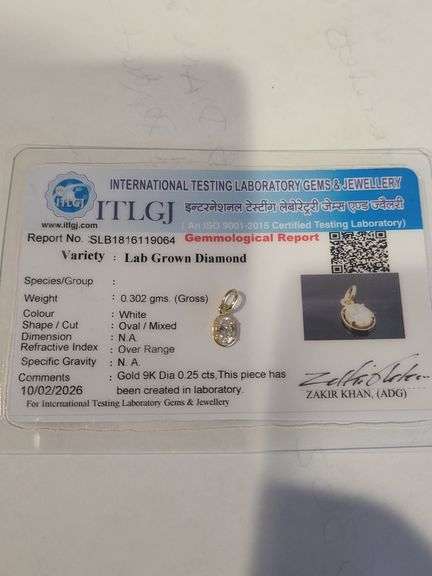 INTERNATIONAL TESTING LABORATORY GEMS & JEWELLERY
इन्टरनेशनल टेस्टींग लेबोरेट्री जेम्स एण्ड ज्वैलरी
( An ISO 9001-2015 Certified Testing Laboratory)
ITLGJ
ITLGJ
www.itlgj.com
Report No. SLB1816119064 Gemmological Report
Variety : Lab Grown Diamond
Species/Group :
Weight : 0.302 gms. (Gross)
Colour : White
Shape / Cut : Oval / Mixed
Dimension : N.A.
Refractive Index : Over Range
Specific Gravity : N. A.
Comments : Gold 9K Dia 0.25 cts,This piece has
10/02/2026 been created in laboratory.
For International Testing Laboratory Gems & Jewellery
ZAKIR KHAN, (ADG)